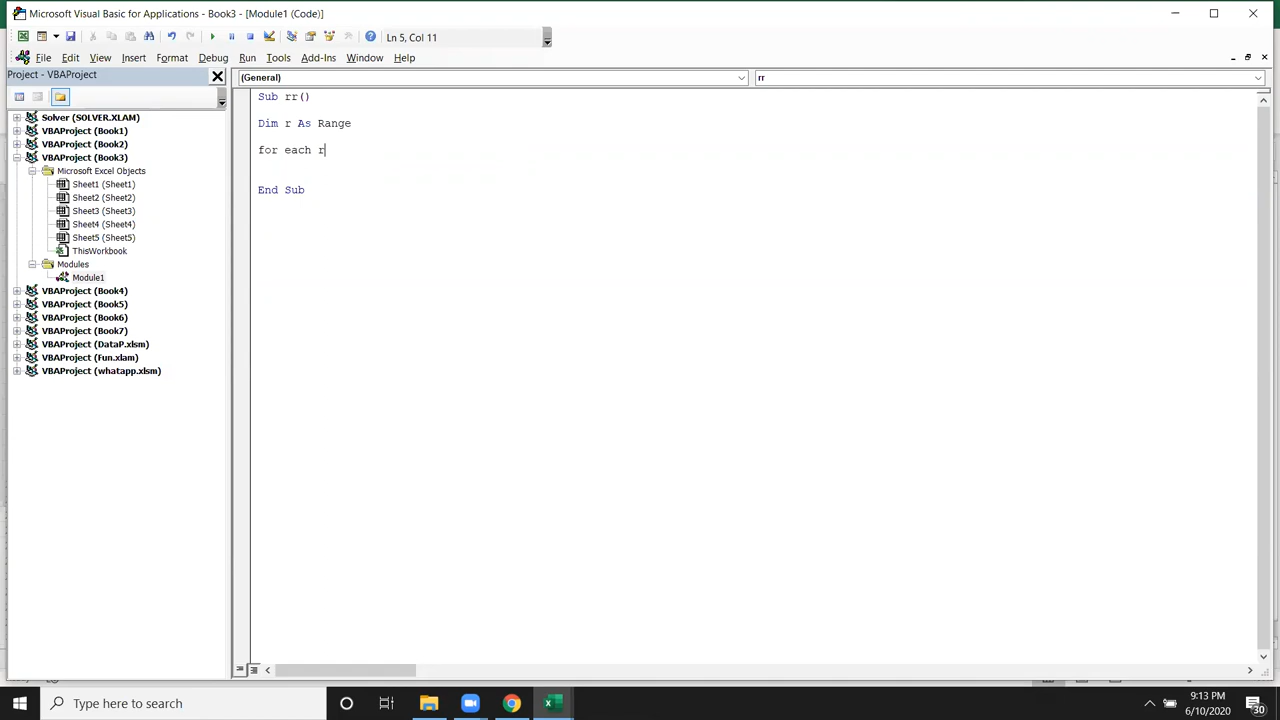 Microsoft Visual Basic for Applications - Book3 - [Module1 (Code)]
Ln 5, Col 11
File Edit View Insert Format Debug Run Tools Add-Ins Window Help
Project - VBAProject
(General)
rr
Solver (SOLVER.XLAM)
VBAProject (Book1)
VBAProject (Book2)
VBAProject (Book3)
Microsoft Excel Objects
Sheet1 (Sheet1)
Sheet2 (Sheet2)
Sheet3 (Sheet3)
Sheet4 (Sheet4)
Sheet5 (Sheet5)
ThisWorkbook
Modules
Module1
VBAProject (Book4)
VBAProject (Book5)
VBAProject (Book6)
VBAProject (Book7)
VBAProject (DataP.xlsm)
VBAProject (Fun.xlam)
VBAProject (whatapp.xlsm)
Sub rr()
Dim r As Range
for each r
End Sub
Type here to search
9:13 PM
6/10/2020
30